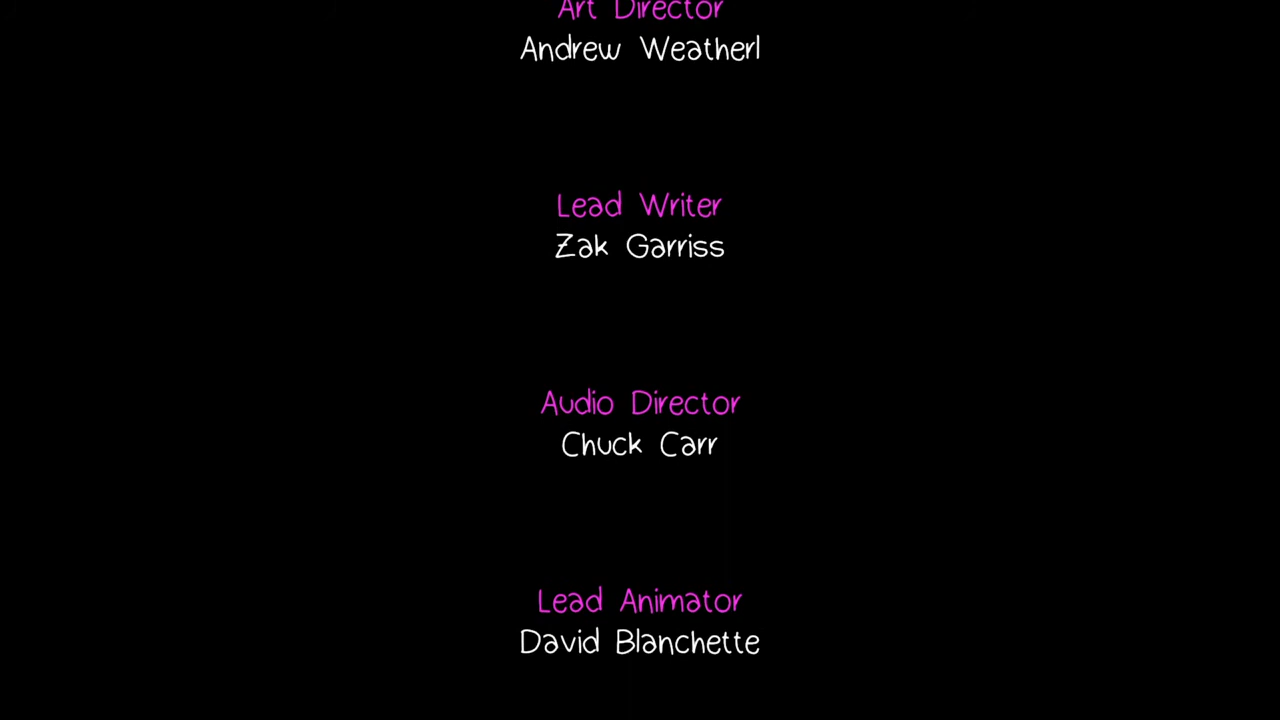 Art Director
Andrew Weatherl
Lead Writer
Zak Garriss
Audio Director
Chuck Carr
Lead Animator
David Blanchette